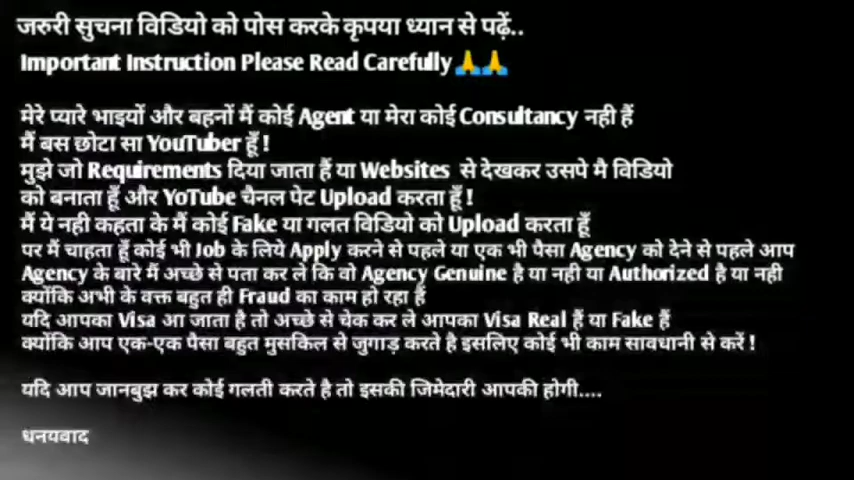 जरुरी सुचना विडियो को पोस करके कृपया ध्यान से पढ़ें..
Important Instruction Please Read Carefully🙏🙏
मेरे प्यारे भाइयों और बहनों मैं कोई Agent या मेरा कोई Consultancy नही हैं
मैं बस छोटा सा YouTuber हूँ !
मुझे जो Requirements दिया जाता हैं या Websites से देखकर उसपे मै विडियो
को बनाता हूँ और YoTube चैनल पेट Upload करता हूँ !
मैं ये नही कहता के मैं कोई Fake या गलत विडियो को Upload करता हूँ
पर मैं चाहता हूँ कोई भी Job के लिये Apply करने से पहले या एक भी पैसा Agency को देने से पहले आप
Agency के बारे मैं अच्छे से पता कर ले कि वो Agency Genuine है या नही या Authorized है या नही
क्योंकि अभी के वक्त बहुत ही Fraud का काम हो रहा हैं
यदि आपका Visa आ जाता है तो अच्छे से चेक कर ले आपका Visa Real हैं या Fake हैं
क्योंकि आप एक-एक पैसा बहुत मुसकिल से जुगाड़ करते है इसलिए कोई भी काम सावधानी से करें !
यदि आप जानबुझ कर कोई गलती करते है तो इसकी जिमेदारी आपकी होगी....
धनयबाद